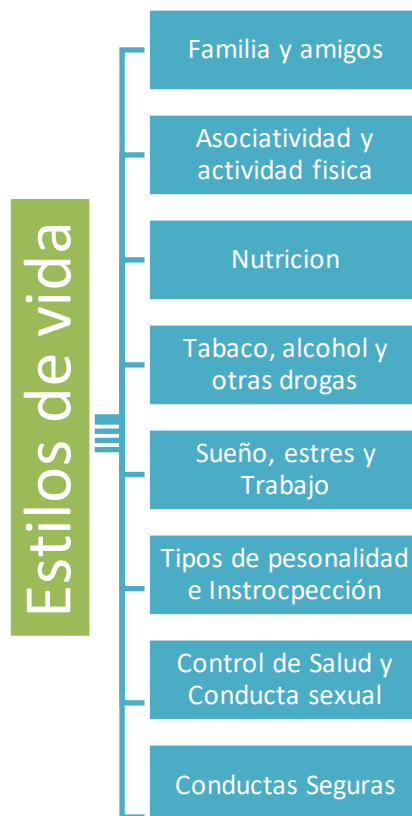 Estilos de vida
Familia y amigos
Asociatividad y
actividad fisica
Nutricion
Tabaco, alcohol y
otras drogas
Sueño, estres y
Trabajo
Tipos de pesonalidad
e Instrocpección
Control de Salud y
Conducta sexual
Conductas Seguras